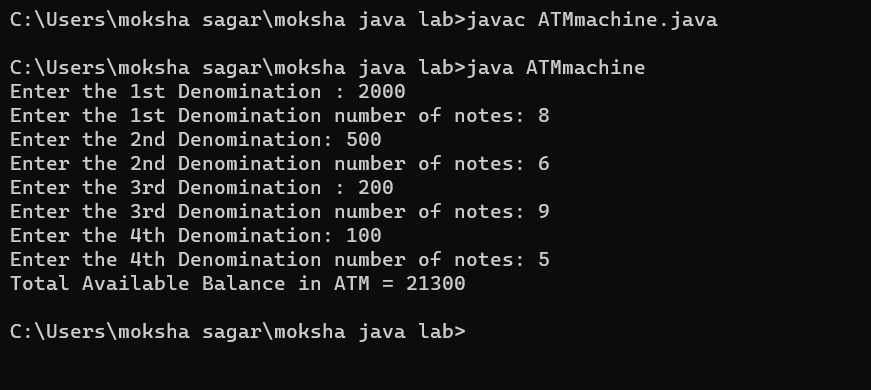 C:\Users\moksha sagar\moksha java lab>javac ATMmachine.java
C:\Users\moksha sagar\moksha java lab>java ATMmachine
Enter the 1st Denomination : 2000
Enter the 1st Denomination number of notes: 8
Enter the 2nd Denomination: 500
Enter the 2nd Denomination number of notes: 6
Enter the 3rd Denomination : 200
Enter the 3rd Denomination number of notes: 9
Enter the 4th Denomination: 100
Enter the 4th Denomination number of notes: 5
Total Available Balance in ATM = 21300
C:\Users\moksha sagar\moksha java lab>